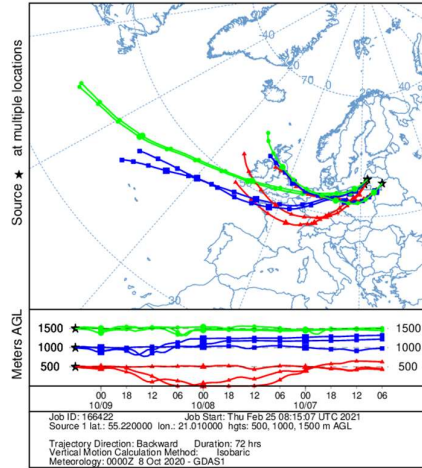 Source ★ at multiple locations
40
70
0
40
Meters AGL
1500
1000
500
1500
1000
500
00 18 12 06 00 18 12 06 00 18 12 06
10/09 10/08 10/07
Job ID: 166422 Job Start: Thu Feb 25 08:15:07 UTC 2021
Source 1 lat.: 55.220000 lon.: 21.010000 hgts: 500, 1000, 1500 m AGL
Trajectory Direction: Backward Duration: 72 hrs
Vertical Motion Calculation Method: Isobaric
Meteorology: 0000Z 8 Oct 2020 - GDAS1